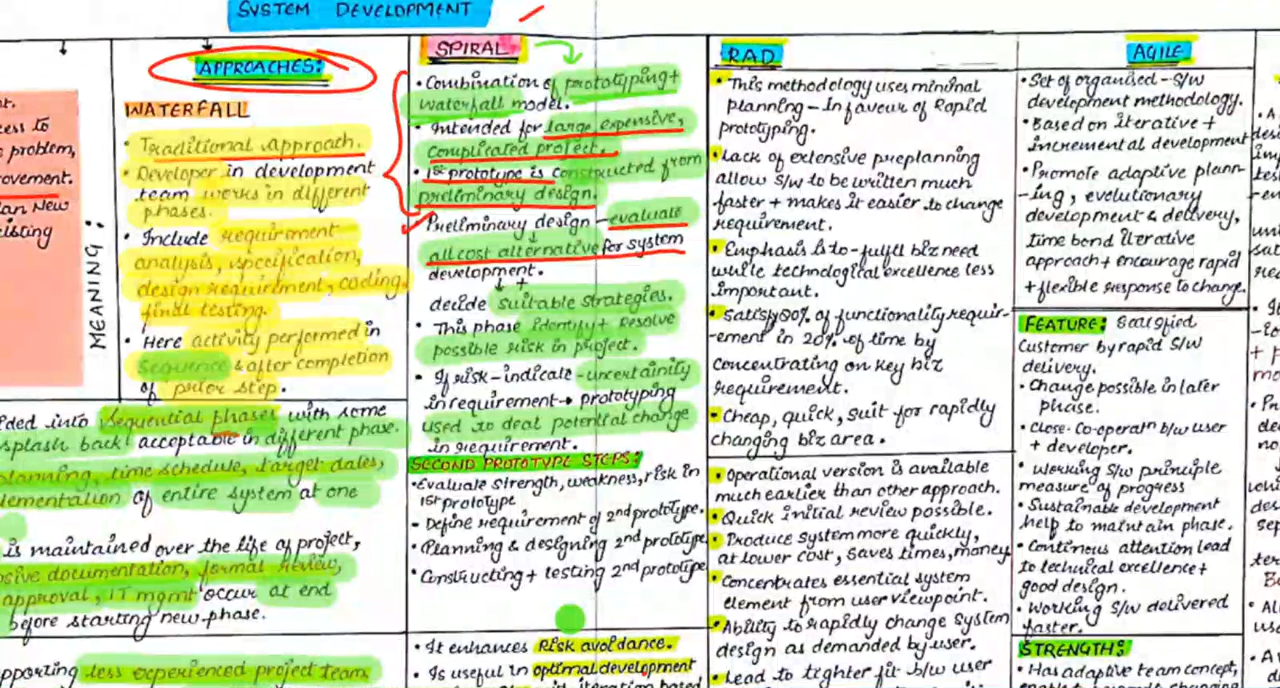 SYSTEM DEVELOPMENT
nt.
cess to
s problem,
rovement.
lan New
xisting
MEANING :
APPROACHES:
WATERFALL
• Traditional approach.
• Developer in development
team works in different
phases.
• Include requirement
analysis, specification,
design requirement, coding,
final testing.
• Here activity performed in
sequence & after completion
of prior step.
ided into sequential phases with some
splash back' acceptable in different phase.
planning, time schedule, target dates,
lementation of entire system at one
is maintained over the life of project,
sive documentation, formal review,
approval, IT mgmt occur at end
before starting new phase.
pporting less experienced project team
SPIRAL
• Combination of prototyping +
waterfall model.
• Intended for large, expensive,
complicated project.
• 1st prototype is constructed from
preliminary design.
Preliminary design – evaluate
all cost alternative for system
development.
+
decide suitable strategies.
• This phase identify + resolve
possible risk in project.
• If risk – indicate – uncertainity
in requirement → prototyping
used to deal potential change
in requirement.
SECOND PROTOTYPE STEPS:
• Evaluate strength, weakness, risk in
1st prototype
- Define requirement of 2nd prototype.
• Planning & designing 2nd prototype
• Constructing + testing 2nd prototype
• It enhances Risk avoidance.
• Is useful in optimal development
iteration based
RAD
• This methodology uses minimal
planning – In favour of Rapid
prototyping.
• Lack of extensive preplanning
allow S/w to be written much
faster + makes it easier to change
requirement.
• Emphasis is to – fulfil biz need
while technological excellence less
important.
• Satisfy 80% of functionality requir-
-ement in 20% of time by
concentrating on key biz
requirement.
• Cheap, quick, suit for rapidly
changing biz area.
• Operational version is available
much earlier than other approach.
• Quick initial review possible.
• Produce system more quickly,
at lower cost, saves times, money
• Concentrates essential system
element from user viewpoint.
• Ability to rapidly change system
design as demanded by user.
• Lead to tighter fit b/w user
AGILE
• Set of organised – S/w
development methodology.
• Based on iterative +
incremental development
• Promote adaptive plann
-ing, evolutionary
development & delivery,
time bond iterative
approach + encourage rapid
+ flexible response to change.
FEATURE: Satisfied
customer by rapid S/w
delivery.
• Change possible in later
phase.
• Close co-operatn b/w user
+ developer.
• Working S/w principle
measure of progress
• Sustainable development
help to maintain phase.
• Continous attention lead
to technical excellence +
good design.
• Working S/w delivered
faster.
STRENGTH:
• Has adaptive team concept,